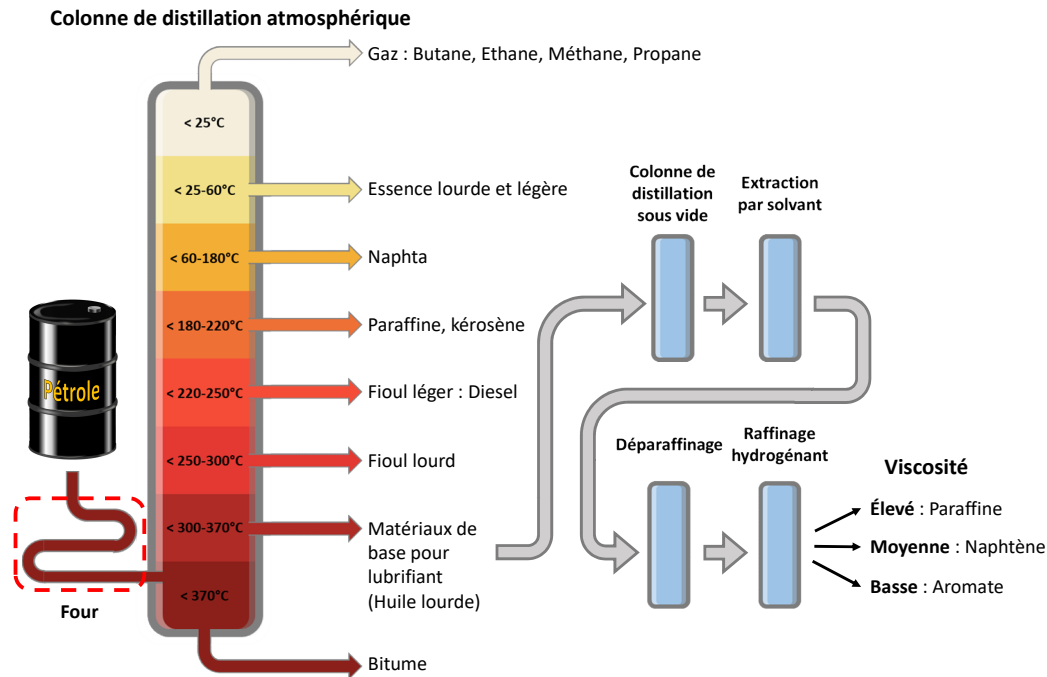 Colonne de distillation atmosphérique
Gaz : Butane, Ethane, Méthane, Propane
< 25°C
< 25-60°C
Essence lourde et légère
< 60-180°C
Naphta
< 180-220°C
Paraffine, kérosène
< 220-250°C
Fioul léger : Diesel
< 250-300°C
Fioul lourd
< 300-370°C
Matériaux de
base pour
lubrifiant
(Huile lourde)
< 370°C
Bitume
Pétrole
Four
Colonne de
distillation
sous vide
Extraction
par solvant
Déparaffinage
Raffinage
hydrogénant
Viscosité
Élevé : Paraffine
Moyenne : Naphtène
Basse : Aromate